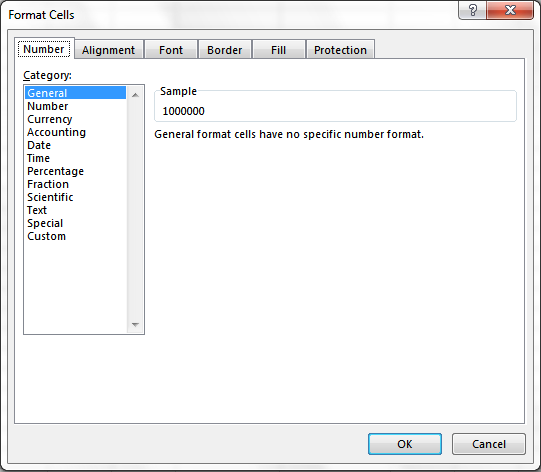 Format Cells
Number Alignment Font Border Fill Protection
Category:
General
Number
Currency
Accounting
Date
Time
Percentage
Fraction
Scientific
Text
Special
Custom
Sample
1000000
General format cells have no specific number format.
OK Cancel